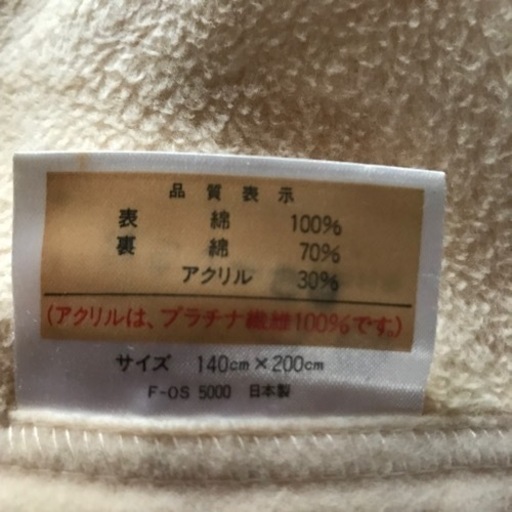 品質表示
表 綿 100%
裏 綿 70%
アクリル 30%
(アクリルは、プラチナ繊維100%です。)
サイズ 140cm×200cm
F-OS 5000 日本製